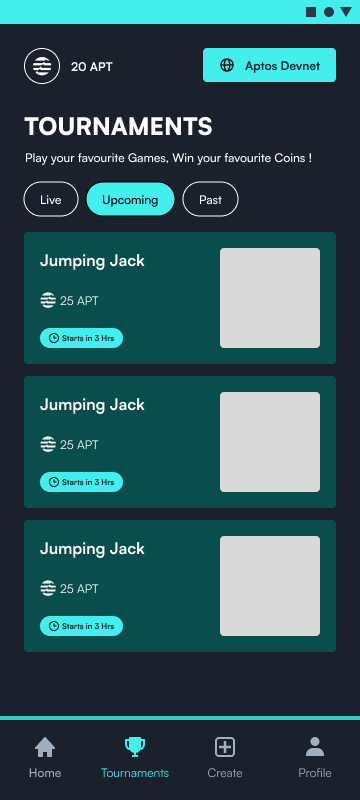 20 APT
Aptos Devnet
TOURNAMENTS
Play your favourite Games, Win your favourite Coins !
Live
Upcoming
Past
Jumping Jack
25 APT
Starts in 3 Hrs
Jumping Jack
25 APT
Starts in 3 Hrs
Jumping Jack
25 APT
Starts in 3 Hrs
Home
Tournaments
Create
Profile